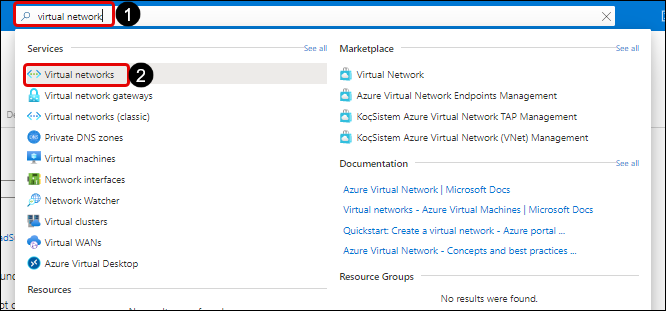 virtual network
1
Services
See all
Virtual networks
2
Virtual network gateways
Virtual networks (classic)
Private DNS zones
Virtual machines
Network interfaces
Network Watcher
Virtual clusters
Virtual WANs
Azure Virtual Desktop
Resources
Marketplace
See all
Virtual Network
Azure Virtual Network Endpoints Management
KoçSistem Azure Virtual Network TAP Management
KoçSistem Azure Virtual Network (VNet) Management
Documentation
See all
Azure Virtual Network | Microsoft Docs
Virtual networks - Azure Virtual Machines | Microsoft Docs
Quickstart: Create a virtual network - Azure portal ...
Azure Virtual Network - Concepts and best practices ...
Resource Groups
No results were found.